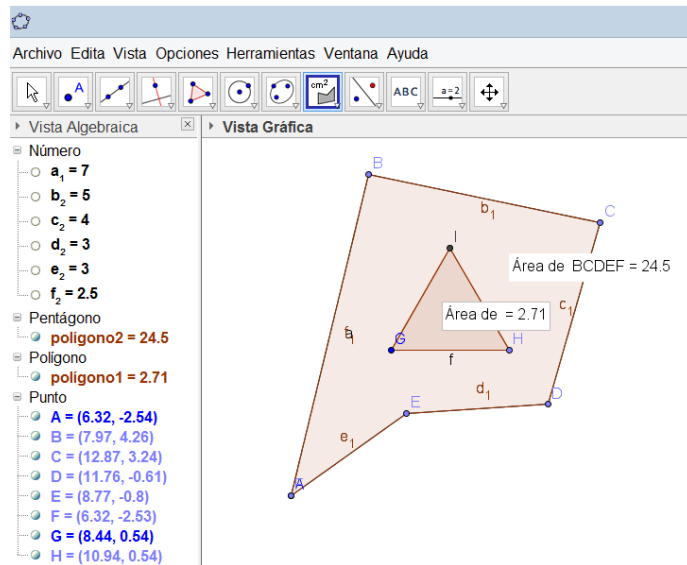 Archivo Edita Vista Opciones Herramientas Ventana Ayuda
A
cm²
ABC
a=2
Vista Algebraica
Vista Gráfica
Número
a₁ = 7
b₂ = 5
c₂ = 4
d₂ = 3
e₂ = 3
f₂ = 2.5
Pentágono
poligono2 = 24.5
Polígono
poligono1 = 2.71
Punto
A = (6.32, -2.54)
B = (7.97, 4.26)
C = (12.87, 3.24)
D = (11.76, -0.61)
E = (8.77, -0.8)
F = (6.32, -2.53)
G = (8.44, 0.54)
H = (10.94, 0.54)
B
b₁
C
I
Área de BCDEF = 24.5
Área de = 2.71
c₁
G
H
f
d₁
D
E
e₁
A